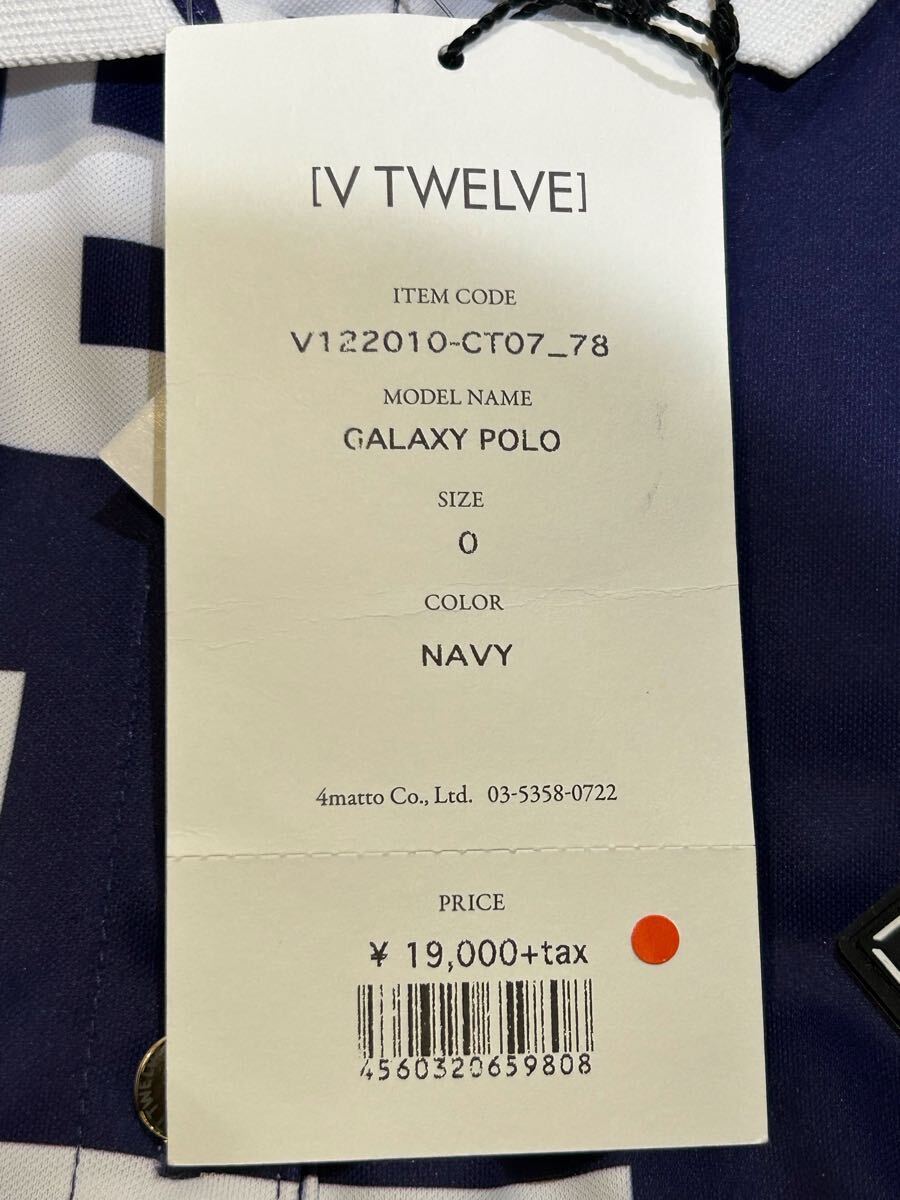 [V TWELVE]
ITEM CODE
V122010-CT07_78
MODEL NAME
GALAXY POLO
SIZE
0
COLOR
NAVY
4matto Co., Ltd. 03-5358-0722
PRICE
¥ 19,000+tax
4560320659808